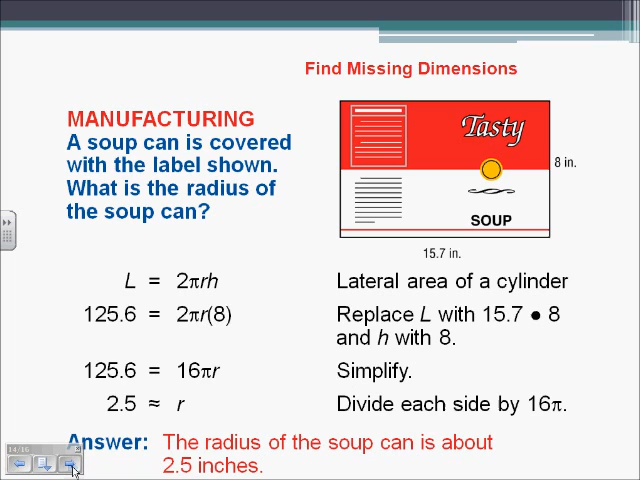 Find Missing Dimensions
MANUFACTURING
A soup can is covered
with the label shown.
What is the radius of
the soup can?
Tasty
SOUP
8 in.
15.7 in.
L = 2πrh Lateral area of a cylinder
125.6 = 2πr(8) Replace L with 15.7 ● 8
and h with 8.
125.6 = 16πr Simplify.
2.5 ≈ r Divide each side by 16π.
Answer: The radius of the soup can is about
2.5 inches.
14/16